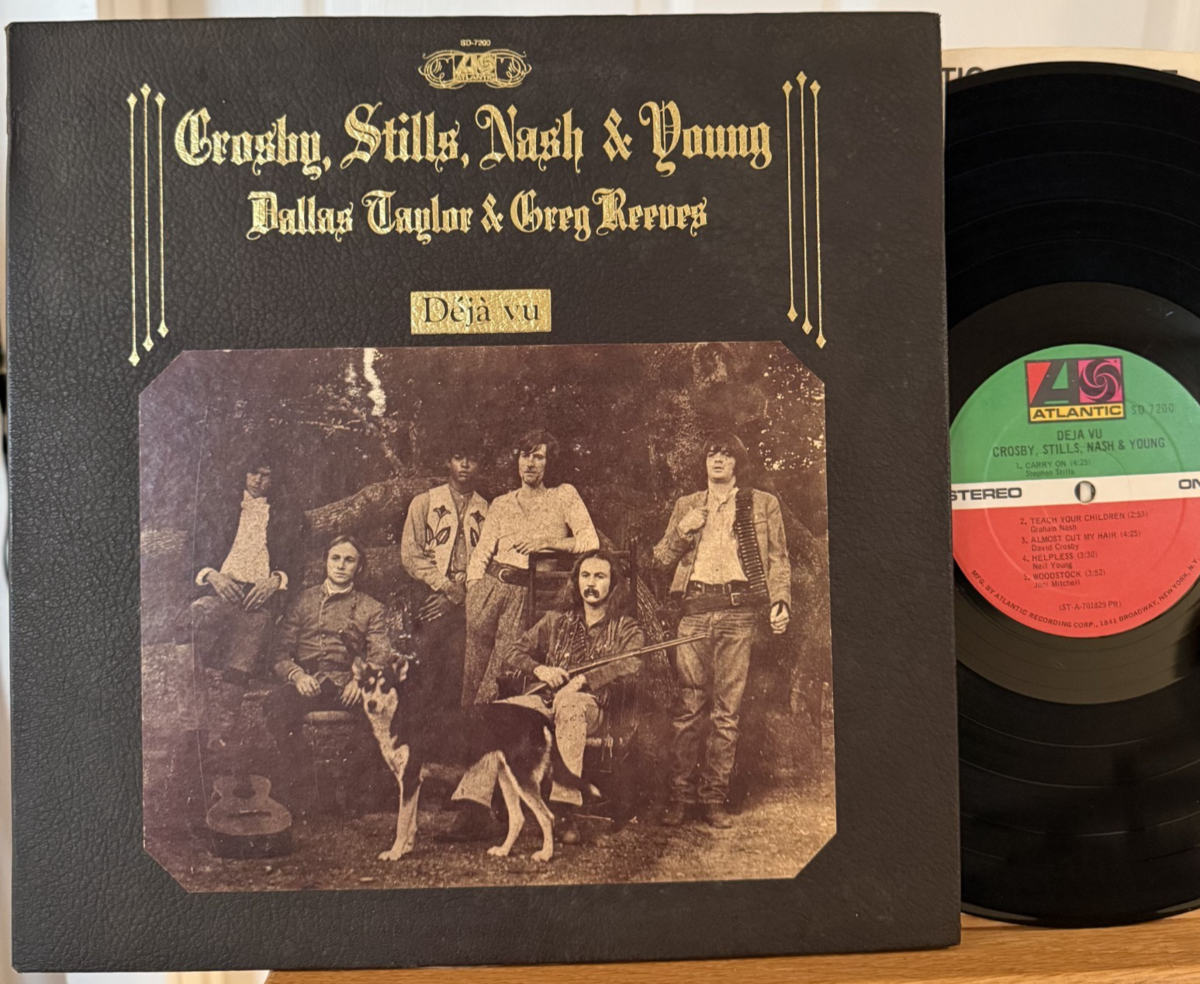 SD-7200
ATLANTIC
Crosby, Stills, Nash & Young
Dallas Taylor & Greg Reeves
Déjà vu
ATLANTIC
SD 7200
DEJA VU
CROSBY, STILLS, NASH & YOUNG
1. CARRY ON (4:25)
Stephen Stills
STEREO
ON
2. TEACH YOUR CHILDREN (2:53)
Graham Nash
3. ALMOST CUT MY HAIR (4:25)
David Crosby
4. HELPLESS (3:30)
Neil Young
5. WOODSTOCK (3:52)
Joni Mitchell
(ST-A-701829 PR)
MFG. BY ATLANTIC RECORDING CORP., 1841 BROADWAY, NEW YORK, N.Y.